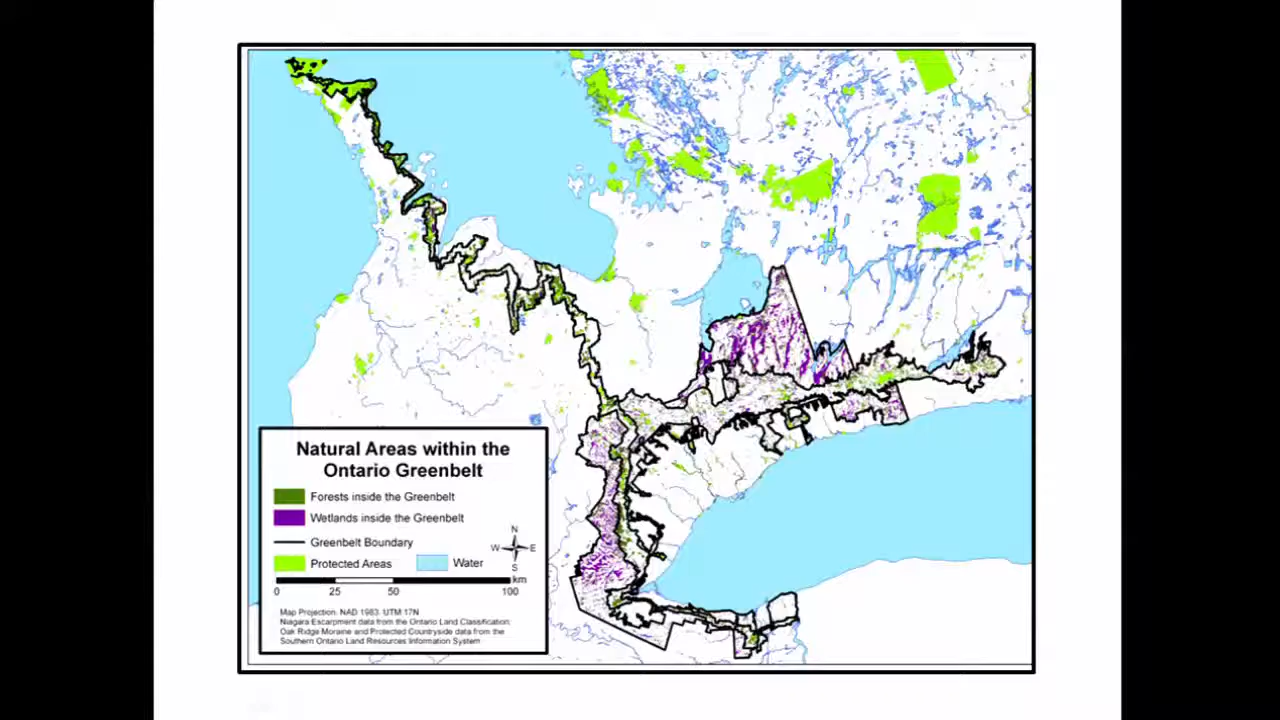 Natural Areas within the
Ontario Greenbelt
Forests inside the Greenbelt
Wetlands inside the Greenbelt
Greenbelt Boundary
Protected Areas
Water
N
W
E
S
km
0 25 50 100
Map Projection: NAD 1983. UTM 17N
Niagara Escarpment data from the Ontario Land Classification;
Oak Ridge Moraine and Protected Countryside data from the
Southern Ontario Land Resources Information System